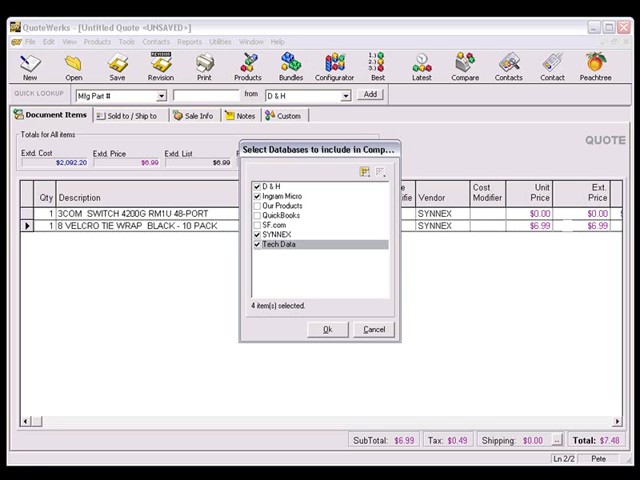 QuoteWerks - [Untitled Quote <UNSAVED>]
File Edit View Products Tools Contacts Reports Utilities Window Help
New Open Save Revision Print Products Bundles Configurator Best Latest Compare Contacts Contact Peachtree
QUICK LOOKUP Mfg Part # from D & H Add
Document Items Sold to / Ship to Sale Info Notes Custom
Totals for All items
Extd. Cost Extd. Price Extd. List
$2,092.20 $6.99 $6.99
QUOTE
Select Databases to include in Comp...
D & H
Ingram Micro
Our Products
QuickBooks
SF.com
SYNNEX
Tech Data
4 item(s) selected.
Ok Cancel
Qty Description Vendor Cost Modifier Unit Price Ext. Price
1 3COM SWITCH 4200G RM1U 48-PORT SYNNEX $0.00 $0.00
1 8 VELCRO TIE WRAP BLACK - 10 PACK SYNNEX $6.99 $6.99
SubTotal: $6.99 Tax: $0.49 Shipping: $0.00 ... Total: $7.48
Ln 2/2 Pete